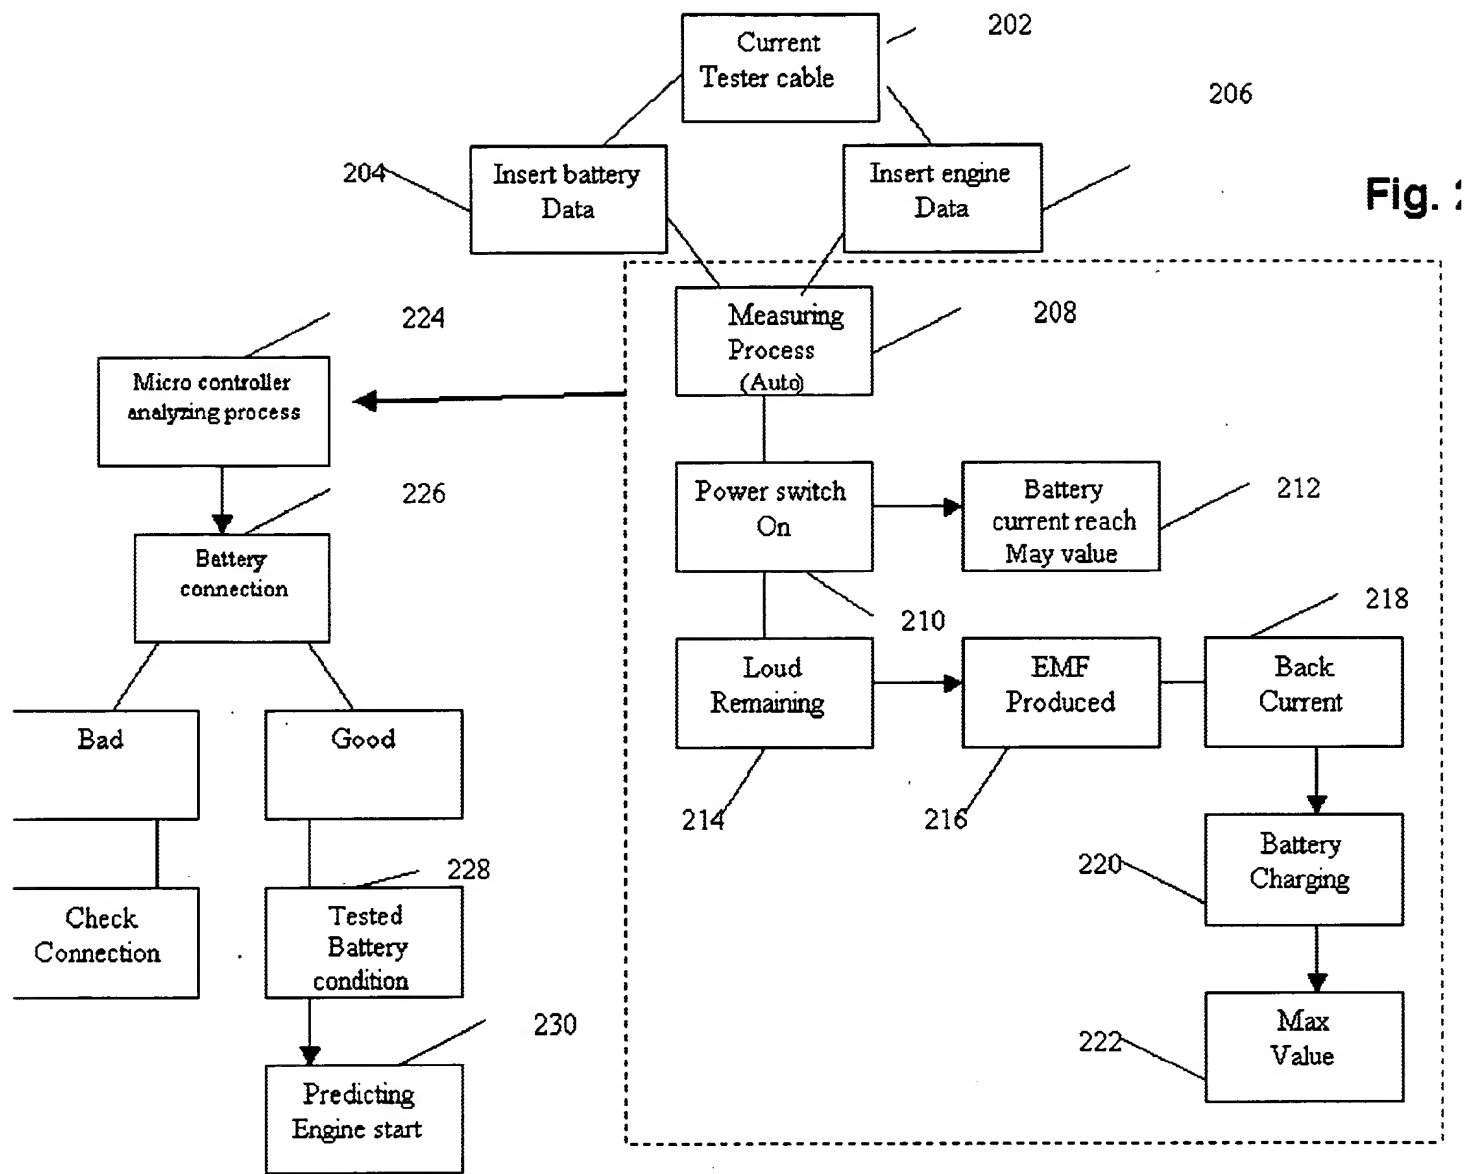 202
Current
Tester cable
206
204
Insert battery
Data
Insert engine
Data
Fig.
Measuring
Process
(Auto)
208
224
Micro controller
analyzing process
226
Power switch
On
Battery
current reach
May value
212
Battery
connection
210
218
Loud
Remaining
EMF
Produced
Back
Current
Bad
Good
214
216
220
Battery
Charging
228
Check
Connection
Tested
Battery
condition
230
222
Max
Value
Predicting
Engine start